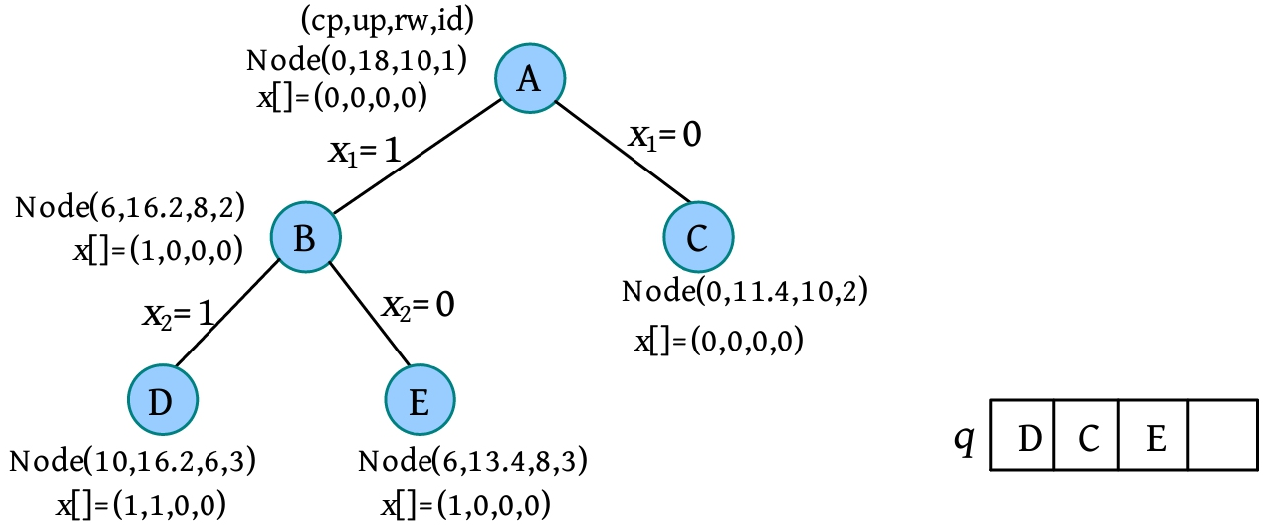 (cp,up,rw,id)
Node(0,18,10,1)
x[]=(0,0,0,0)
A
x₁=1
x₁=0
Node(6,16.2,8,2)
x[]=(1,0,0,0)
B
C
Node(0,11.4,10,2)
x[]=(0,0,0,0)
x₂=1
x₂=0
D
E
Node(10,16.2,6,3)
x[]=(1,1,0,0)
Node(6,13.4,8,3)
x[]=(1,0,0,0)
q D C E